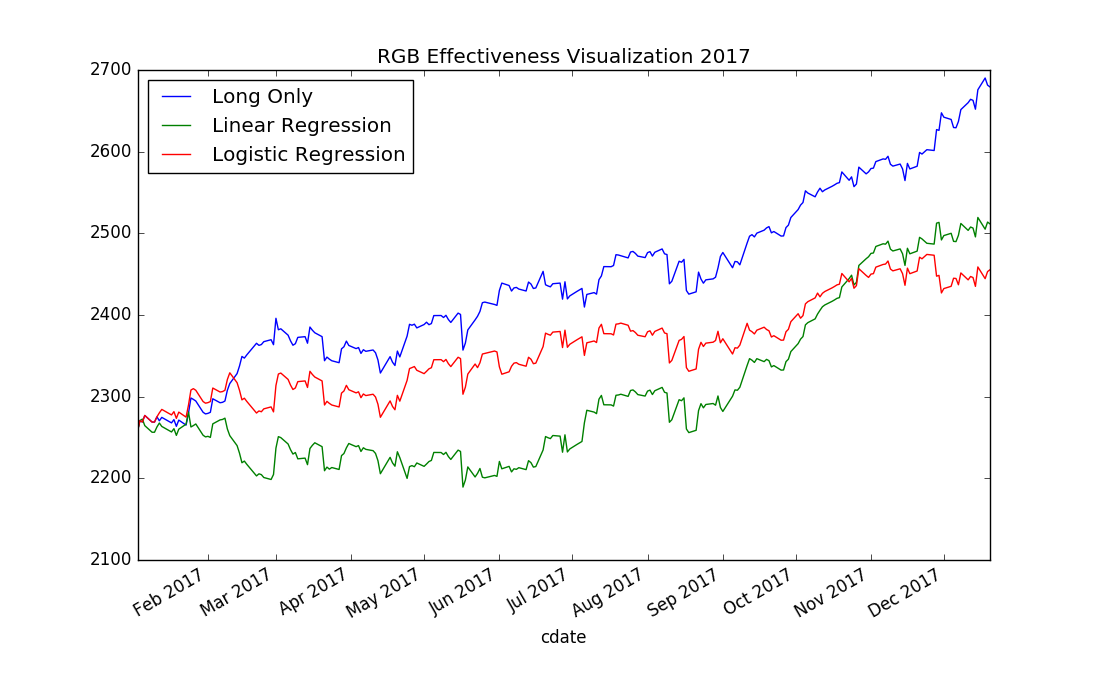 RGB Effectiveness Visualization 2017
Long Only
Linear Regression
Logistic Regression
2700
2600
2500
2400
2300
2200
2100
Feb 2017
Mar 2017
Apr 2017
May 2017
Jun 2017
Jul 2017
Aug 2017
Sep 2017
Oct 2017
Nov 2017
Dec 2017
cdate